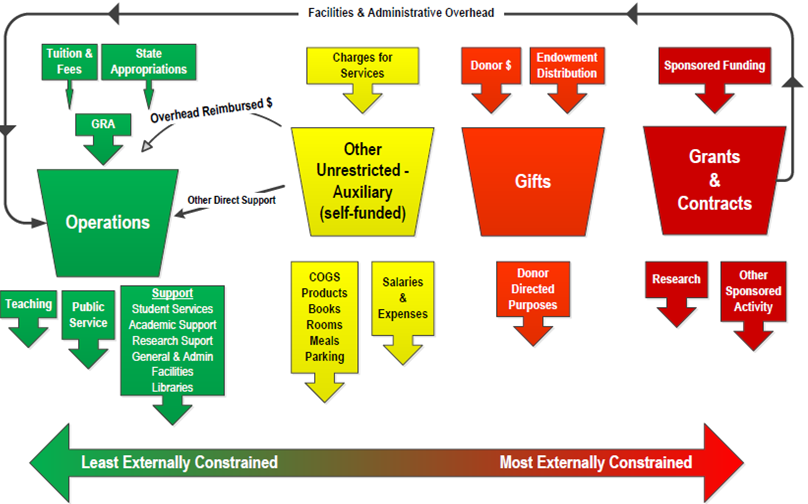 Facilities & Administrative Overhead
Tuition &
Fees
State
Appropriations
Charges for
Services
Donor $
Endowment
Distribution
Sponsored Funding
GRA
Overhead Reimbursed $
Other Direct Support
Operations
Other
Unrestricted -
Auxiliary
(self-funded)
Gifts
Grants
&
Contracts
Teaching
Public
Service
Support
Student Services
Academic Support
Research Suport
General & Admin
Facilities
Libraries
COGS
Products
Books
Rooms
Meals
Parking
Salaries
&
Expenses
Donor
Directed
Purposes
Research
Other
Sponsored
Activity
Least Externally Constrained
Most Externally Constrained